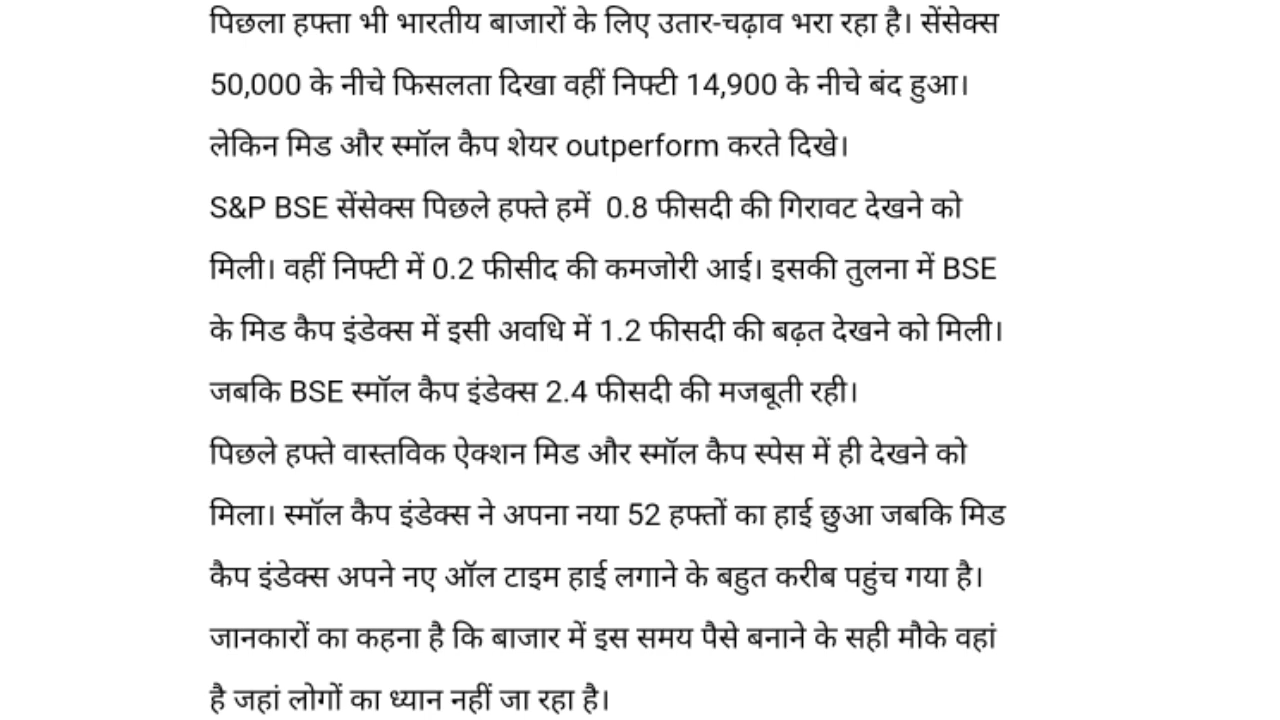 पिछला हफ्ता भी भारतीय बाजारों के लिए उतार-चढ़ाव भरा रहा है। सेंसेक्स
50,000 के नीचे फिसलता दिखा वहीं निफ्टी 14,900 के नीचे बंद हुआ।
लेकिन मिड और स्मॉल कैप शेयर outperform करते दिखे।
S&P BSE सेंसेक्स पिछले हफ्ते हमें 0.8 फीसदी की गिरावट देखने को
मिली। वहीं निफ्टी में 0.2 फीसीद की कमजोरी आई। इसकी तुलना में BSE
के मिड कैप इंडेक्स में इसी अवधि में 1.2 फीसदी की बढ़त देखने को मिली।
जबकि BSE स्मॉल कैप इंडेक्स 2.4 फीसदी की मजबूती रही।
पिछले हफ्ते वास्तविक ऐक्शन मिड और स्मॉल कैप स्पेस में ही देखने को
मिला। स्मॉल कैप इंडेक्स ने अपना नया 52 हफ्तों का हाई छुआ जबकि मिड
कैप इंडेक्स अपने नए ऑल टाइम हाई लगाने के बहुत करीब पहुंच गया है।
जानकारों का कहना है कि बाजार में इस समय पैसे बनाने के सही मौके वहां
है जहां लोगों का ध्यान नहीं जा रहा है।